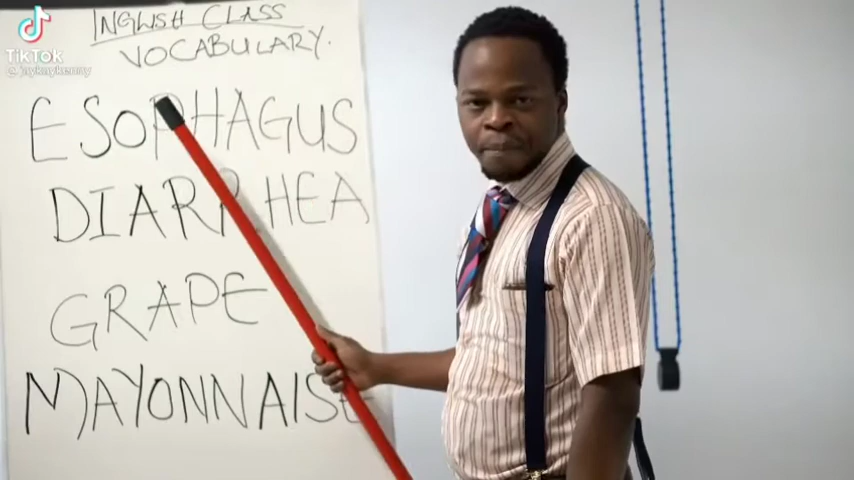 TikTok
INGLISH CLASS
VOCABULARY.
ESOPHAGUS
DIARRHEA
GRAPE
MAYONNAISE